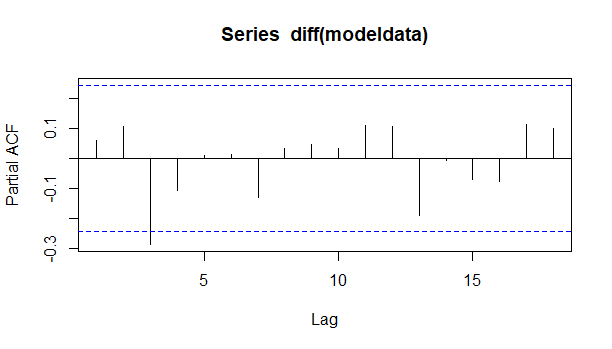 Series diff(modeldata)
Partial ACF
0.1
-0.1
-0.3
5
10
15
Lag